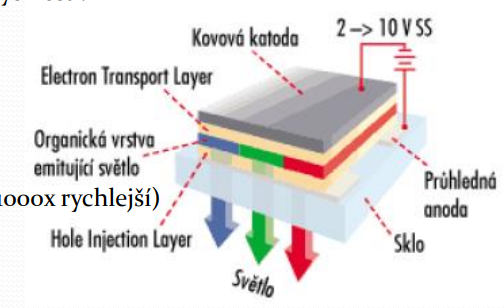 Kovová katoda
2 –> 10 V SS
Electron Transport Layer
Organická vrstva
emitující světlo
1000x rychlejší)
Hole Injection Layer
Průhledná
anoda
Sklo
Světlo